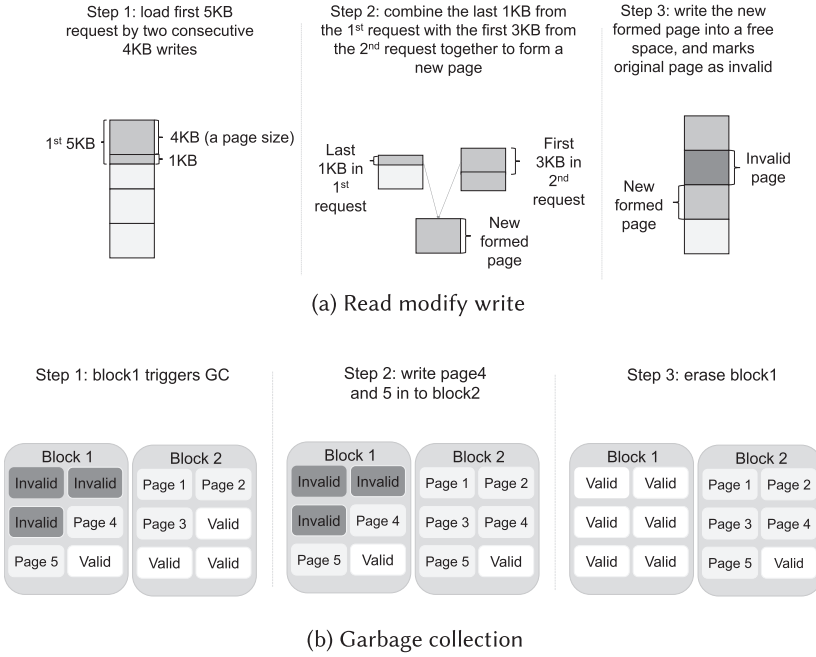 Step 1: load first 5KB
request by two consecutive
4KB writes
1st 5KB
4KB (a page size)
1KB
Step 2: combine the last 1KB from
the 1st request with the first 3KB from
the 2nd request together to form a
new page
Last
1KB in
1st
request
First
3KB in
2nd
request
New
formed
page
Step 3: write the new
formed page into a free
space, and marks
original page as invalid
Invalid
page
New
formed
page
(a) Read modify write
Step 1: block1 triggers GC
Block 1
Invalid Invalid
Invalid Page 4
Page 5 Valid
Block 2
Page 1 Page 2
Page 3 Valid
Valid Valid
Step 2: write page4
and 5 in to block2
Block 1
Invalid Invalid
Invalid Page 4
Page 5 Valid
Block 2
Page 1 Page 2
Page 3 Page 4
Page 5 Valid
Step 3: erase block1
Block 1
Valid Valid
Valid Valid
Valid Valid
Block 2
Page 1 Page 2
Page 3 Page 4
Page 5 Valid
(b) Garbage collection